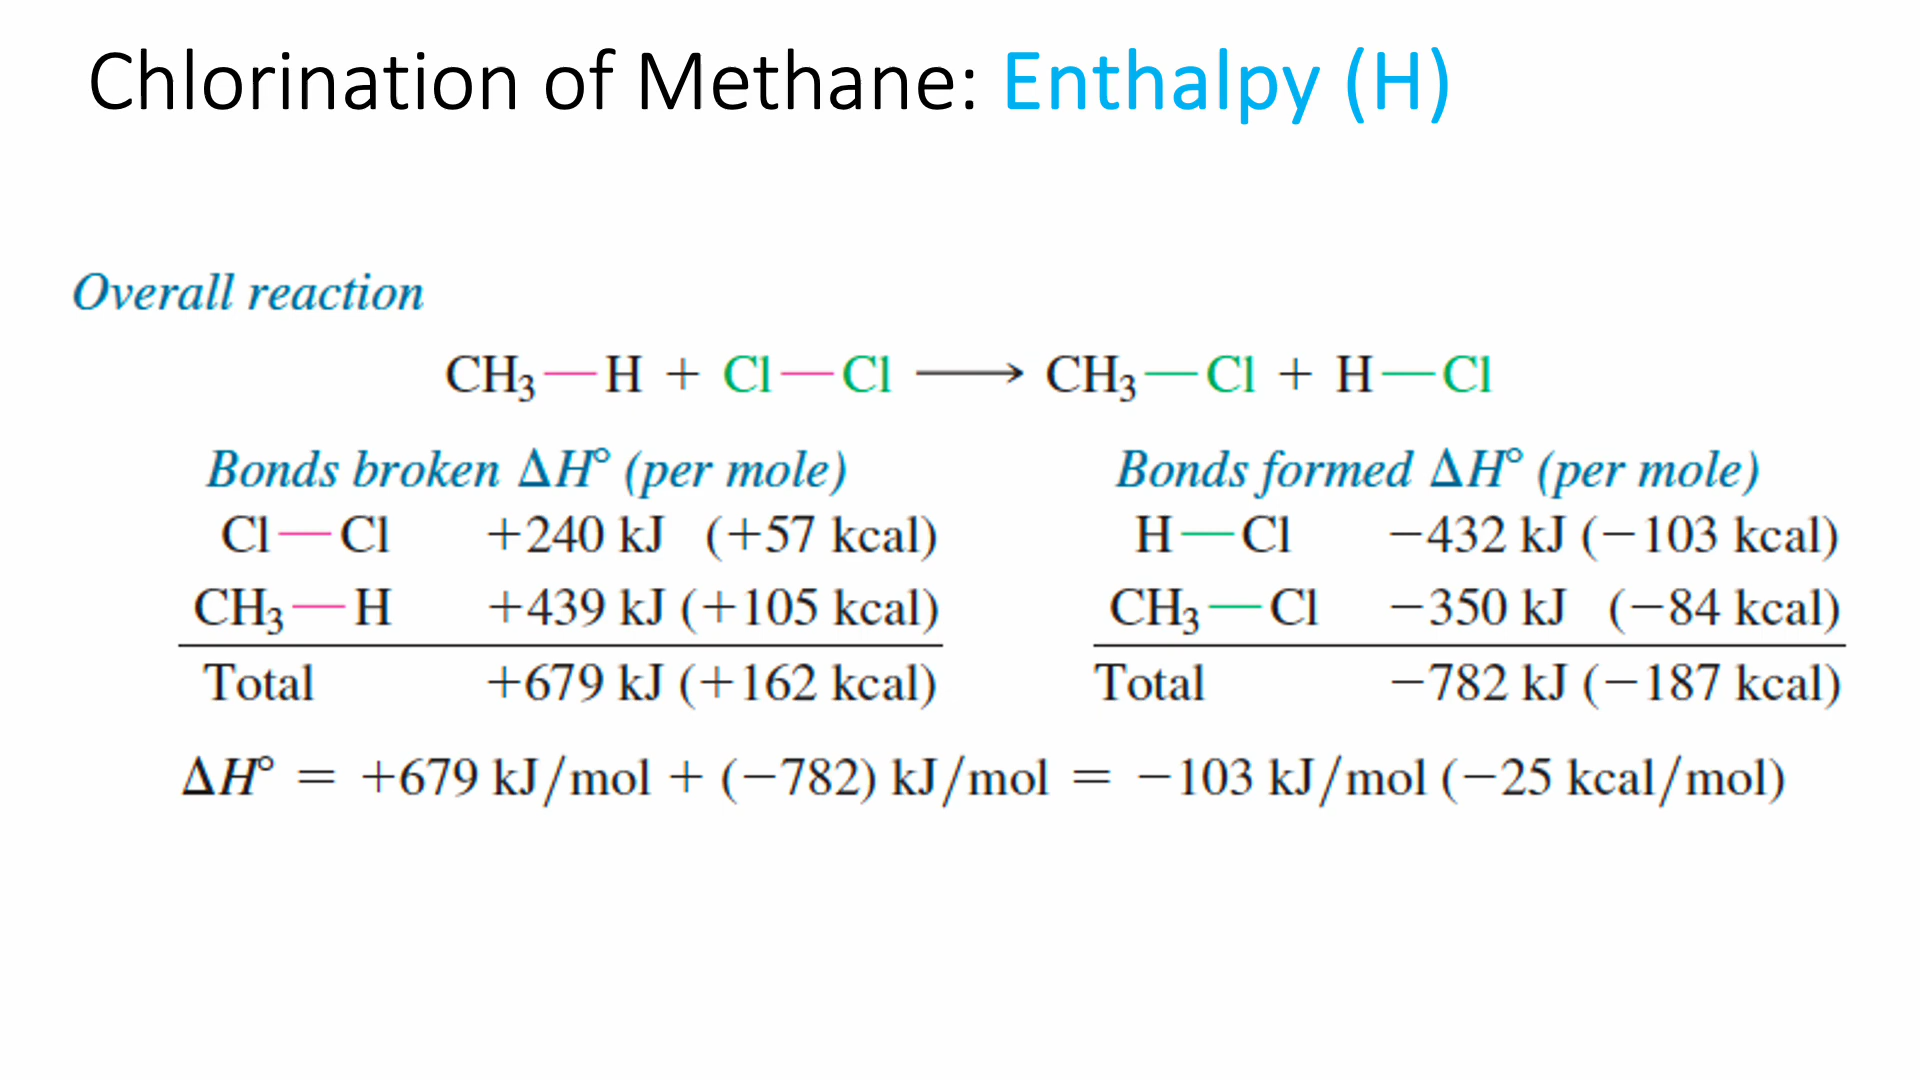 Chlorination of Methane: Enthalpy (H)
Overall reaction
CH₃—H + Cl—Cl ⟶ CH₃—Cl + H—Cl
Bonds broken ΔH° (per mole)
Cl—Cl +240 kJ (+57 kcal)
CH₃—H +439 kJ (+105 kcal)
Total +679 kJ (+162 kcal)
Bonds formed ΔH° (per mole)
H—Cl −432 kJ (−103 kcal)
CH₃—Cl −350 kJ (−84 kcal)
Total −782 kJ (−187 kcal)
ΔH° = +679 kJ/mol + (−782) kJ/mol = −103 kJ/mol (−25 kcal/mol)